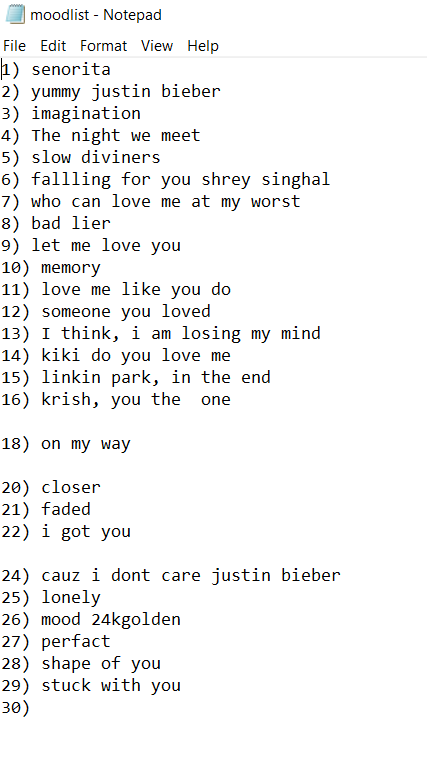 moodlist - Notepad
File Edit Format View Help
1) senorita
2) yummy justin bieber
3) imagination
4) The night we meet
5) slow diviners
6) fallling for you shrey singhal
7) who can love me at my worst
8) bad lier
9) let me love you
10) memory
11) love me like you do
12) someone you loved
13) I think, i am losing my mind
14) kiki do you love me
15) linkin park, in the end
16) krish, you the  one
18) on my way
20) closer
21) faded
22) i got you
24) cauz i dont care justin bieber
25) lonely
26) mood 24kgolden
27) perfact
28) shape of you
29) stuck with you
30)